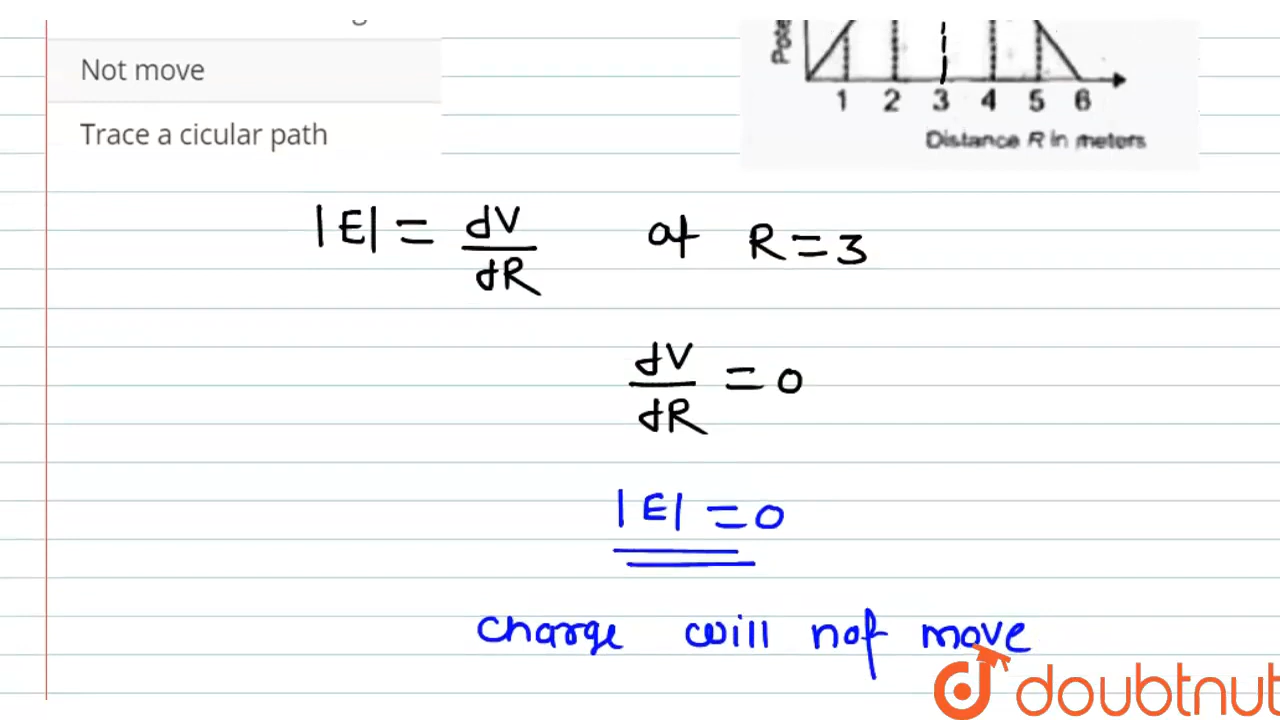 Not move
Trace a cicular path
1 2 3 4 5 6
Distance R in meters
|E| = dV/dR at R = 3
dV/dR = 0
|E| = 0
charge will not move
doubtnut